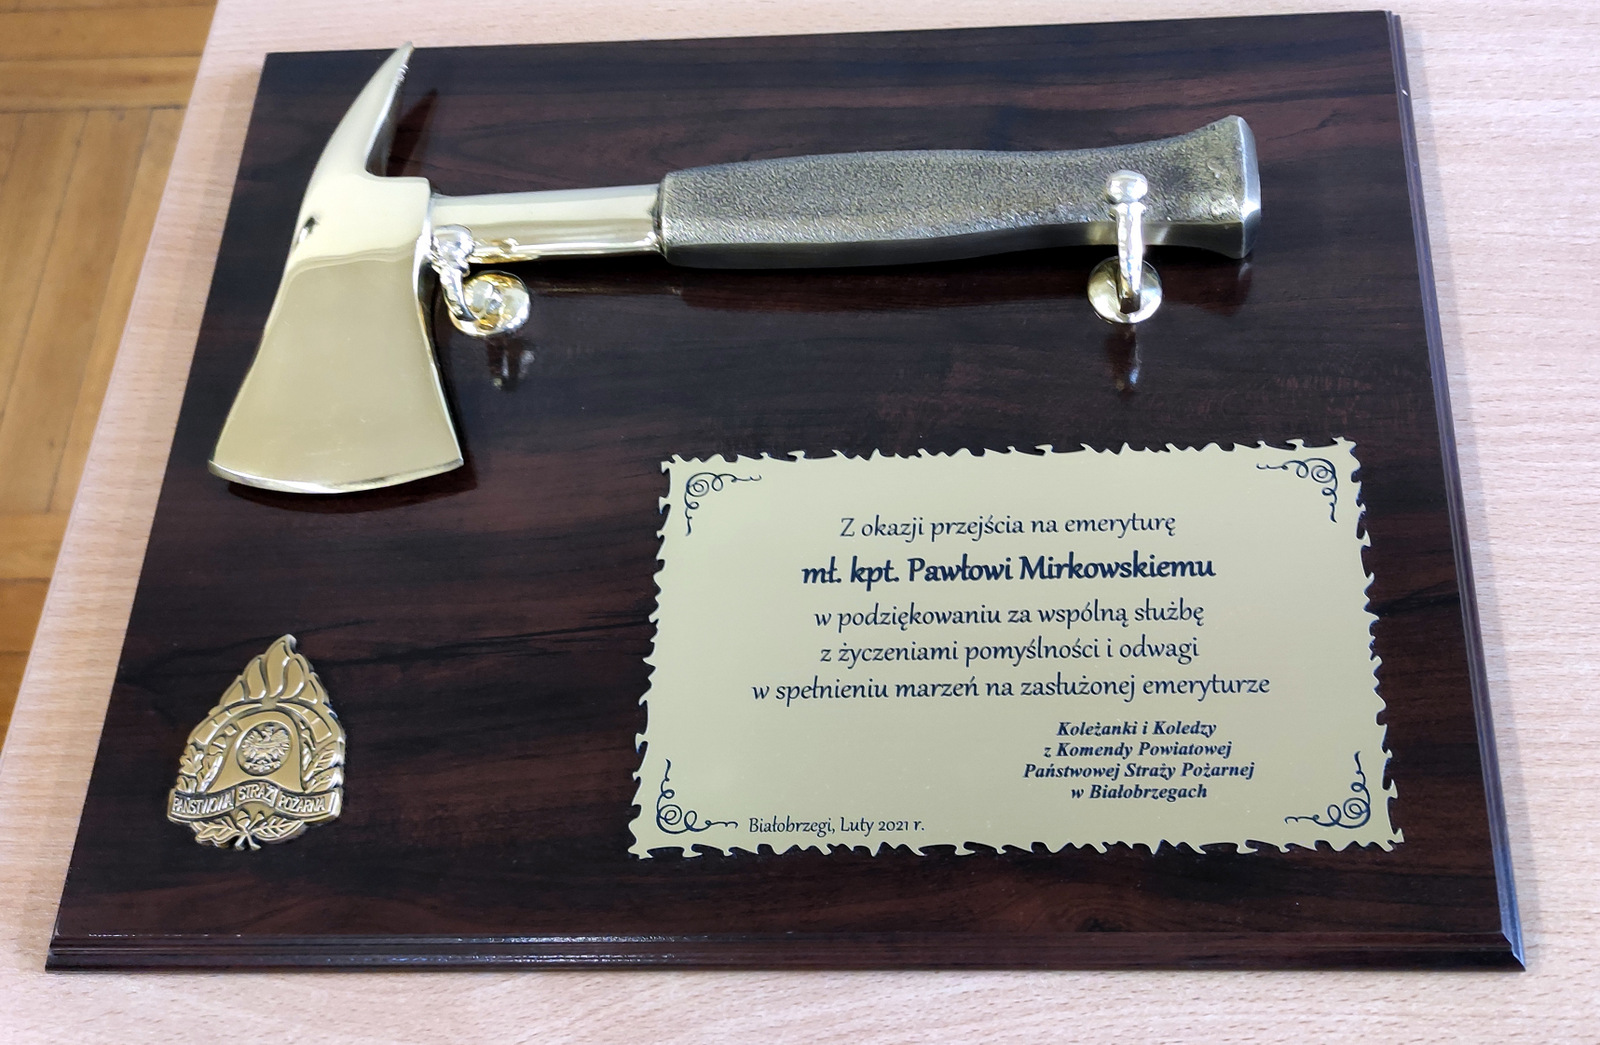 Z okazji przejścia na emeryturę
mł. kpt. Pawłowi Mirkowskiemu
w podziękowaniu za wspólną służbę
z życzeniami pomyślności i odwagi
w spełnieniu marzeń na zasłużonej emeryturze
Koleżanki i Koledzy
z Komendy Powiatowej
Państwowej Straży Pożarnej
w Białobrzegach
Białobrzegi, Luty 2021 r.
PAŃSTWOWA STRAŻ POŻARNA